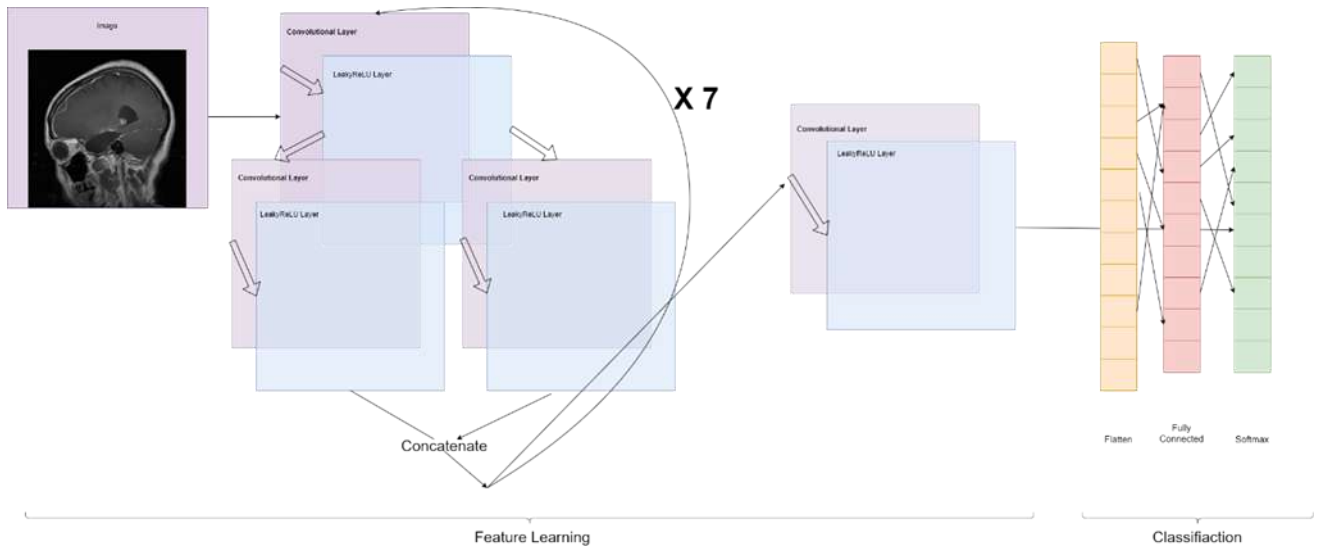 Image
Convolutional Layer
LeakyReLU Layer
X 7
Convolutional Layer
LeakyReLU Layer
Convolutional Layer
LeakyReLU Layer
Convolutional Layer
LeakyReLU Layer
Concatenate
Flatten
Fully
Connected
Softmax
Feature Learning
Classifiaction